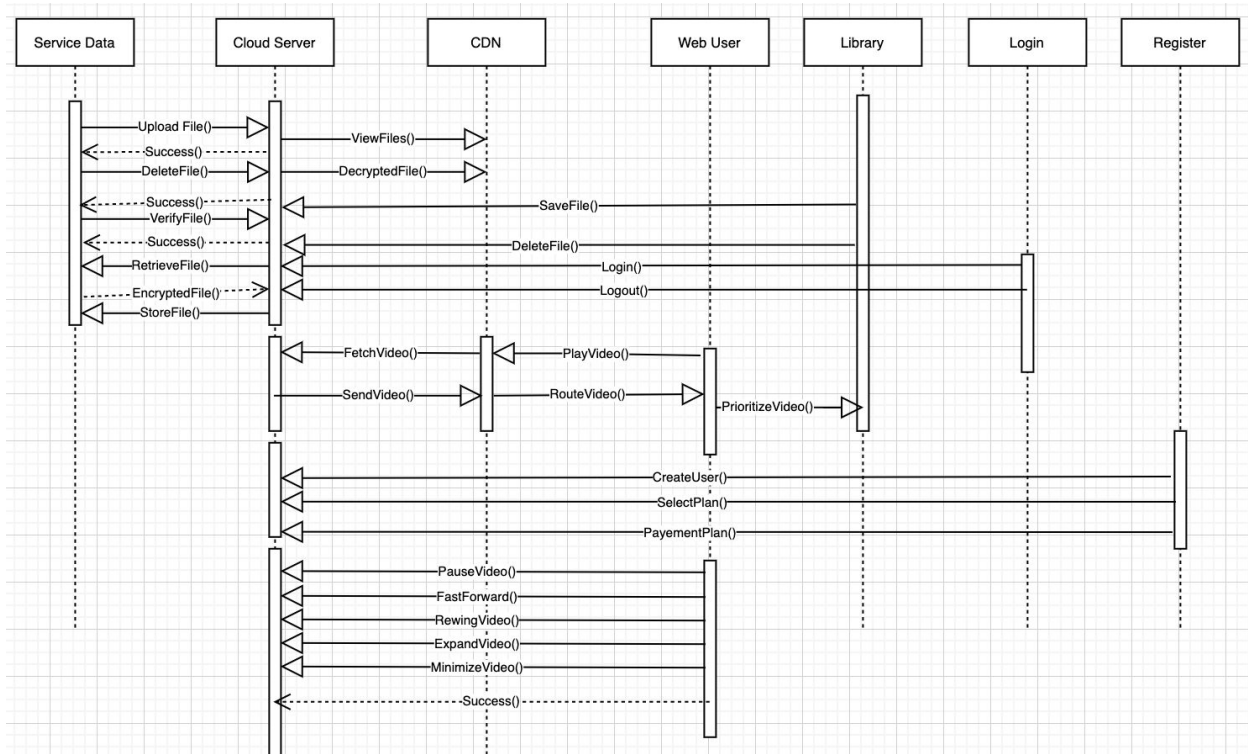 Service Data
Cloud Server
CDN
Web User
Library
Login
Register
Upload File()
ViewFiles()
Success()
DeleteFile()
DecryptedFile()
Success()
SaveFile()
VerifyFile()
Success()
DeleteFile()
RetrieveFile()
Login()
EncryptedFile()
Logout()
StoreFile()
FetchVideo()
PlayVideo()
SendVideo()
RouteVideo()
PrioritizeVideo()
CreateUser()
SelectPlan()
PayementPlan()
PauseVideo()
FastForward()
RewingVideo()
ExpandVideo()
MinimizeVideo()
Success()